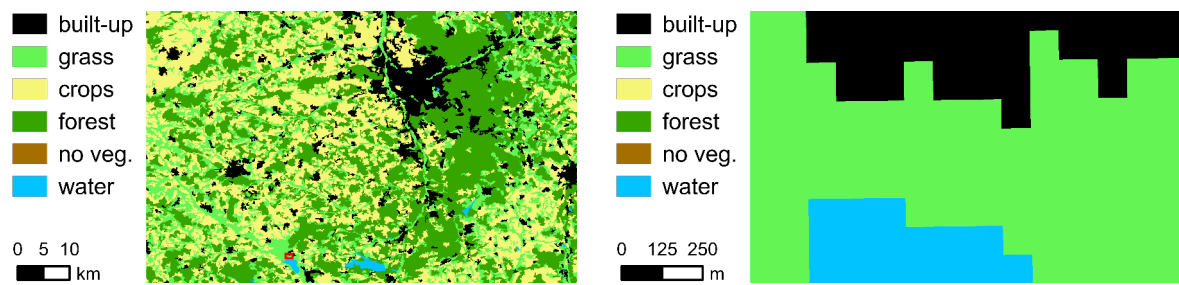 built-up
grass
crops
forest
no veg.
water
0 5 10
km
built-up
grass
crops
forest
no veg.
water
0 125 250
m